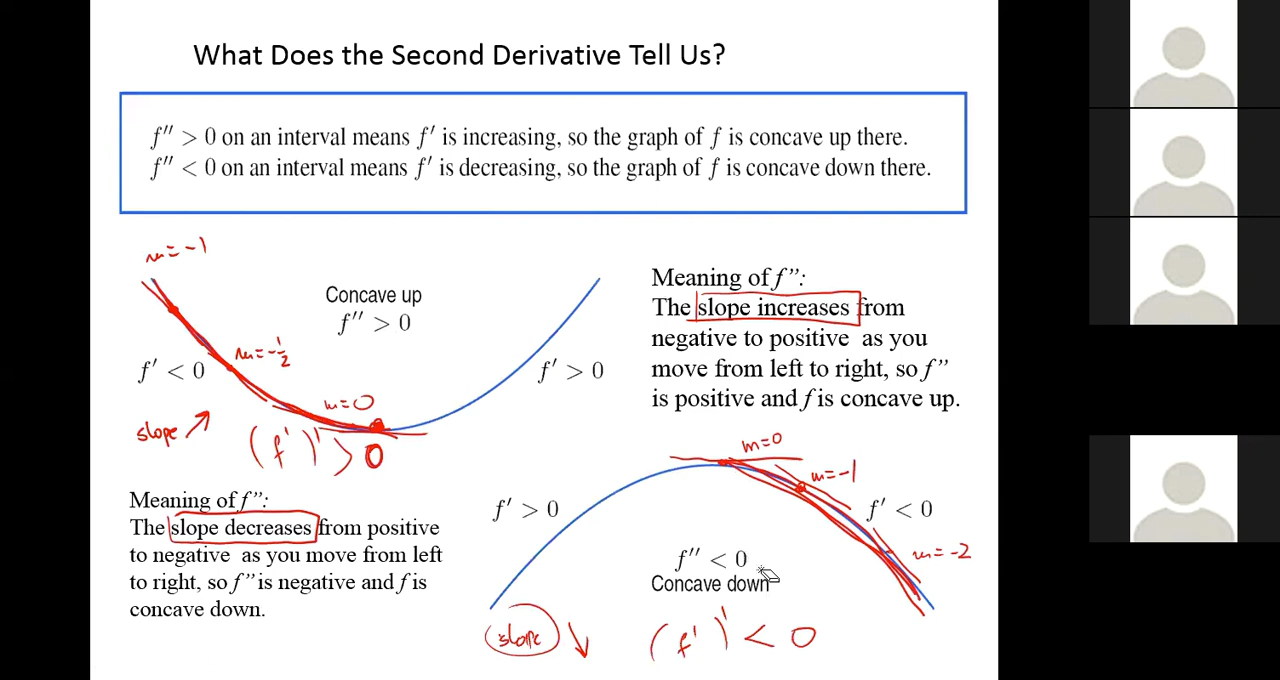 What Does the Second Derivative Tell Us?
f″ > 0 on an interval means f′ is increasing, so the graph of f is concave up there.
f″ < 0 on an interval means f′ is decreasing, so the graph of f is concave down there.
m=-1
Concave up
f″ > 0
f′ < 0
m=-1/2
m=0
f′ > 0
slope ↗
(f′)′ > 0
Meaning of f”:
The slope increases from
negative to positive as you
move from left to right, so f”
is positive and f is concave up.
Meaning of f”:
The slope decreases from positive
to negative as you move from left
to right, so f” is negative and f is
concave down.
m=0
m=-1
f′ > 0
f′ < 0
m=-2
f″ < 0
Concave down
slope ↓
(f′)′ < 0